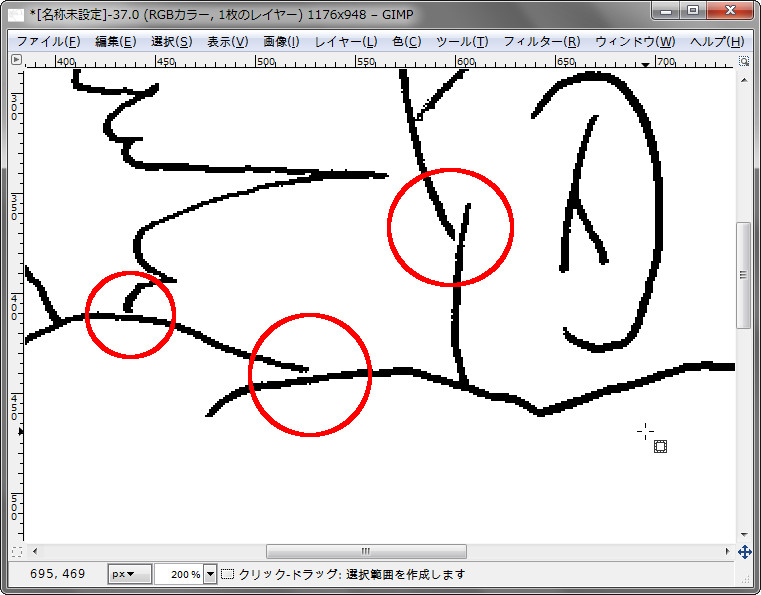 *[名称未設定]-37.0 (RGBカラー, 1枚のレイヤー) 1176x948 – GIMP
ファイル(F) 編集(E) 選択(S) 表示(V) 画像(I) レイヤー(L) 色(C) ツール(T) フィルター(R) ウィンドウ(W) ヘルプ(H)
400 450 500 550 600 650 700
300
350
400
450
500
695, 469 px 200 % クリック-ドラッグ: 選択範囲を作成します